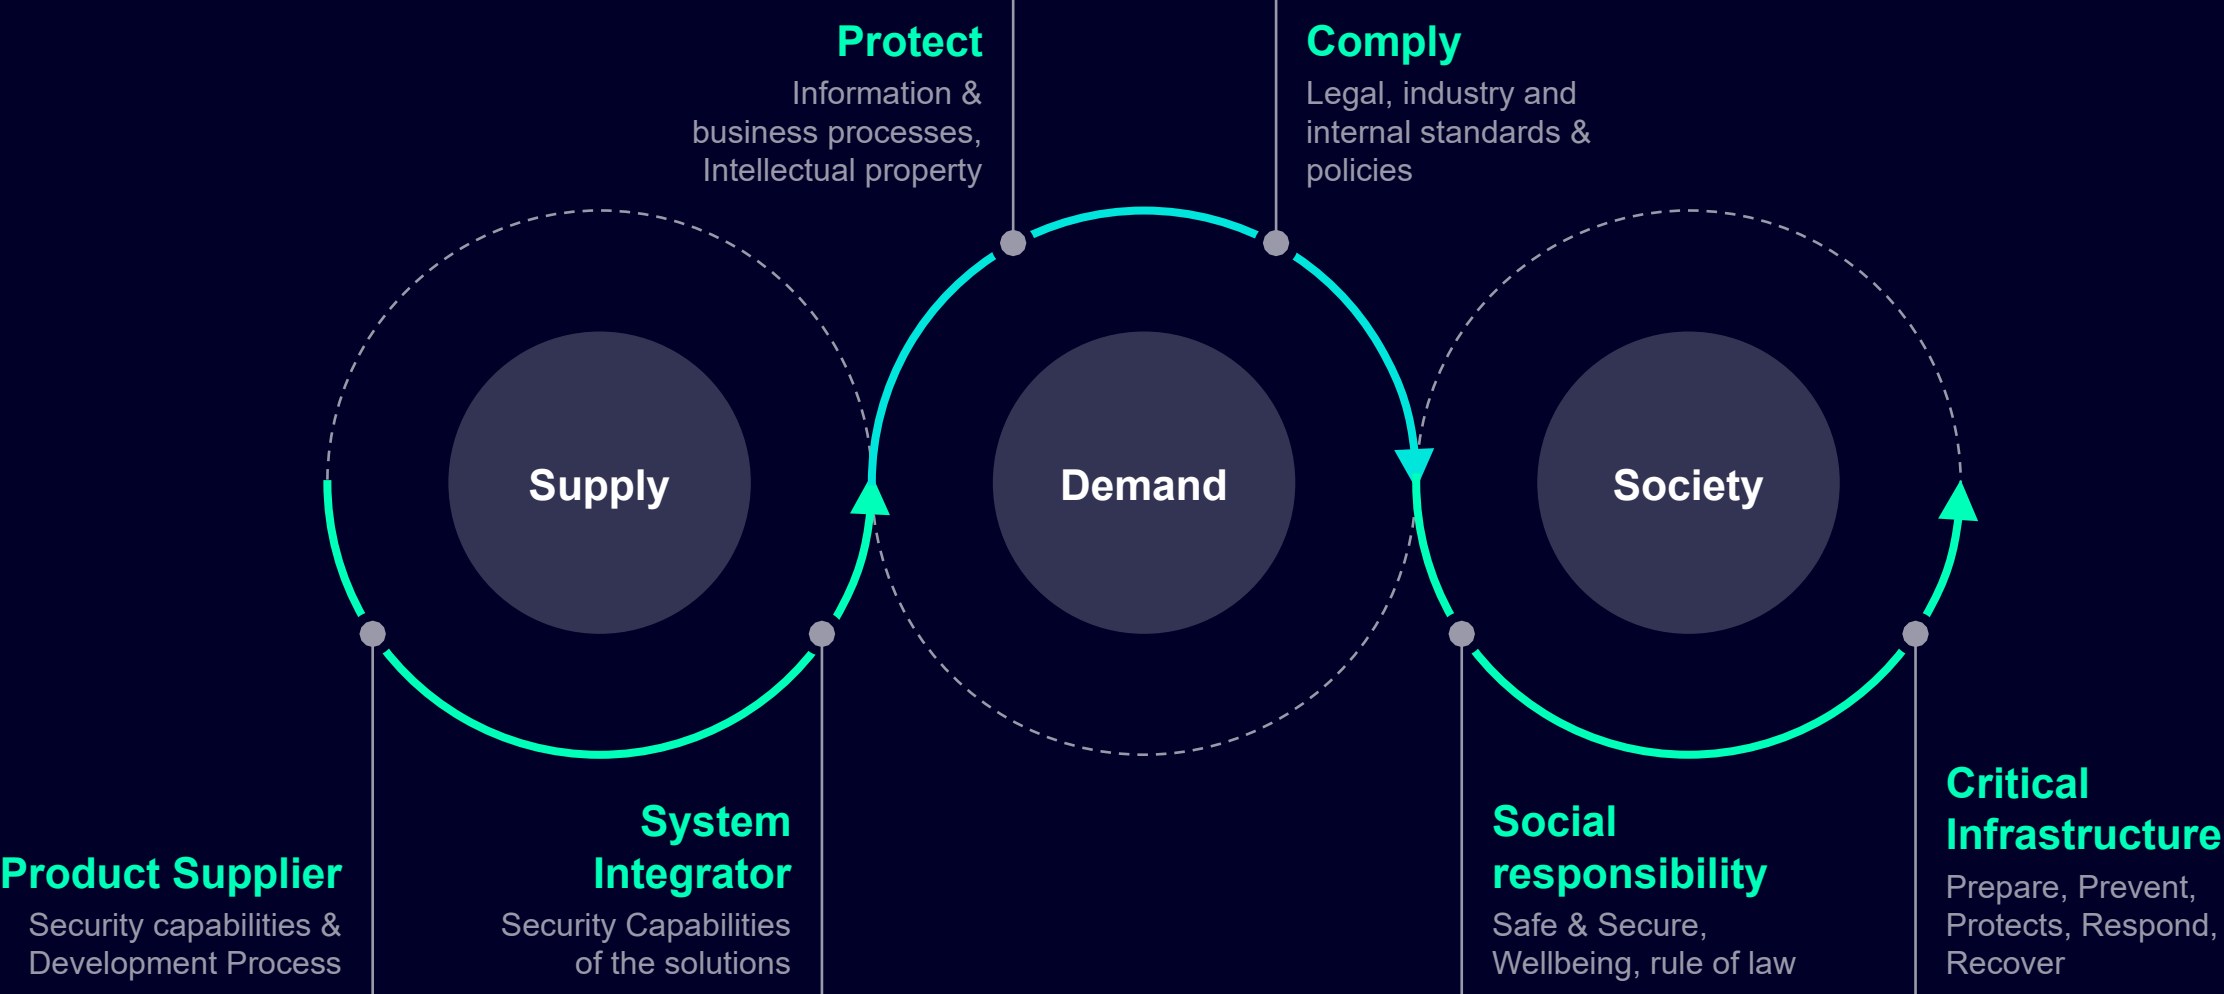 Protect
Information &
business processes,
Intellectual property
Comply
Legal, industry and
internal standards &
policies
Supply
Demand
Society
Product Supplier
Security capabilities &
Development Process
System
Integrator
Security Capabilities
of the solutions
Social
responsibility
Safe & Secure,
Wellbeing, rule of law
Critical
Infrastructure
Prepare, Prevent,
Protects, Respond,
Recover